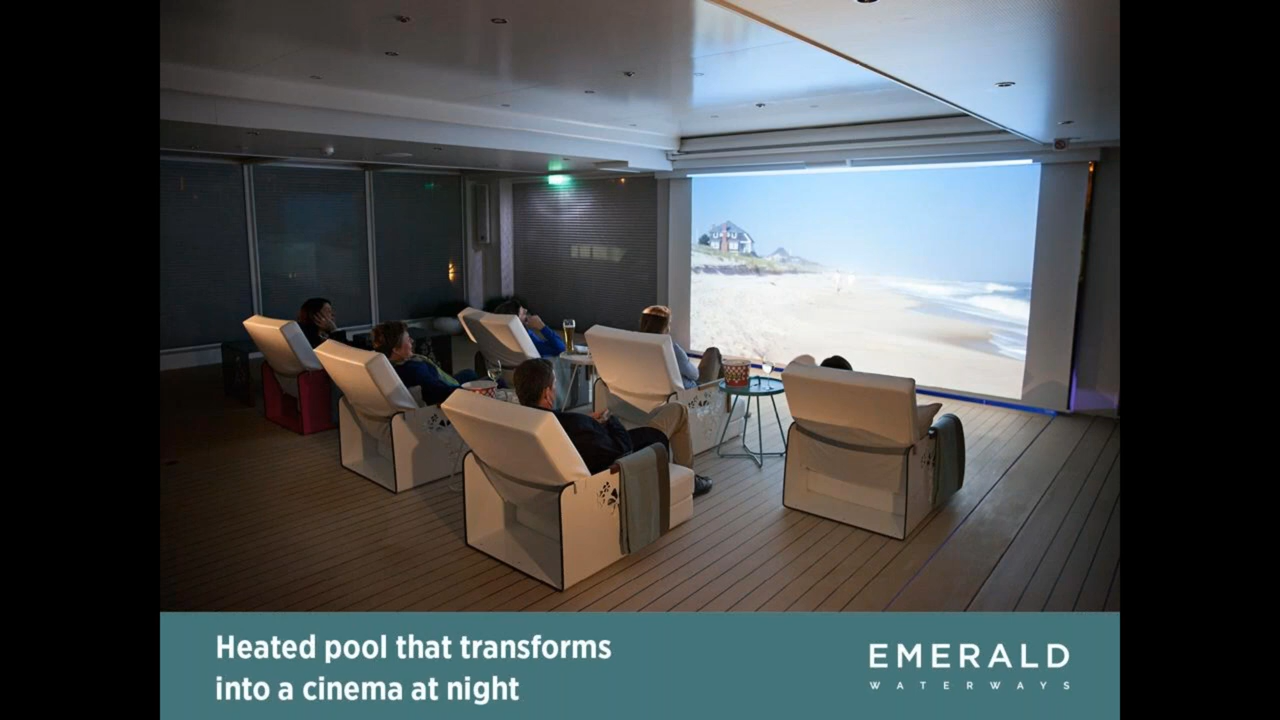 Heated pool that transforms
into a cinema at night
EMERALD
WATERWAYS